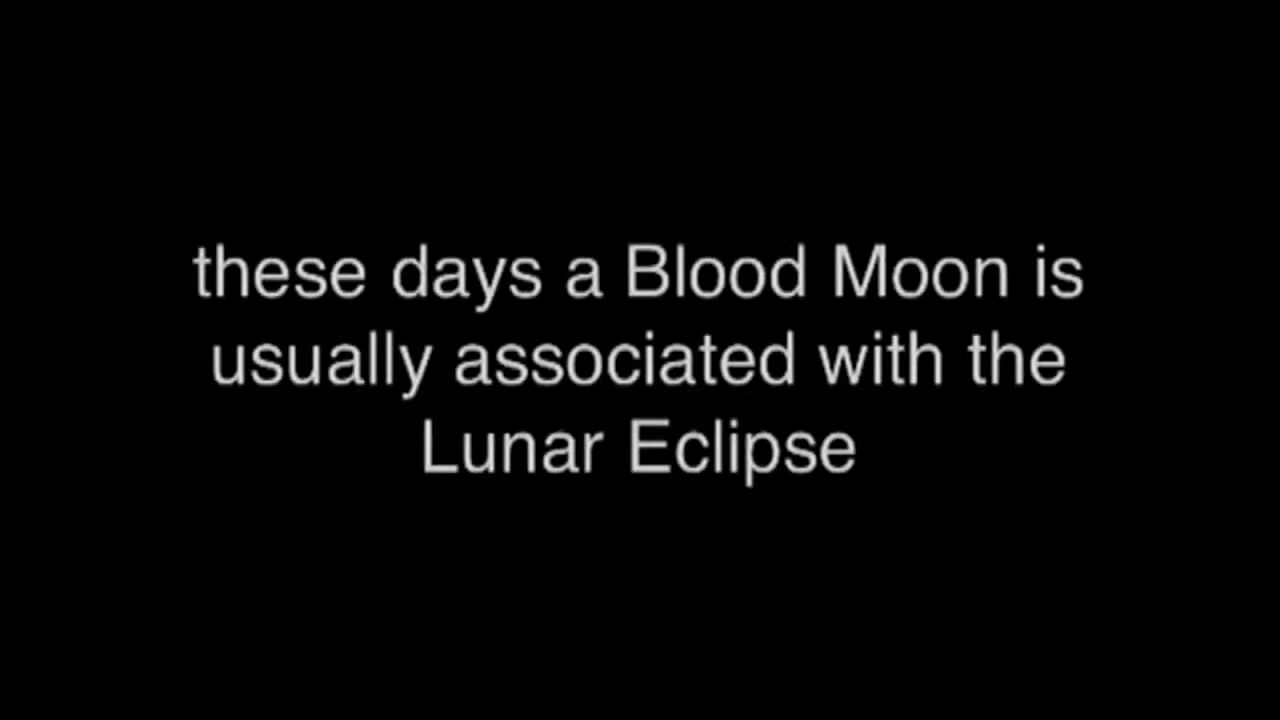 these days a Blood Moon is
usually associated with the
Lunar Eclipse